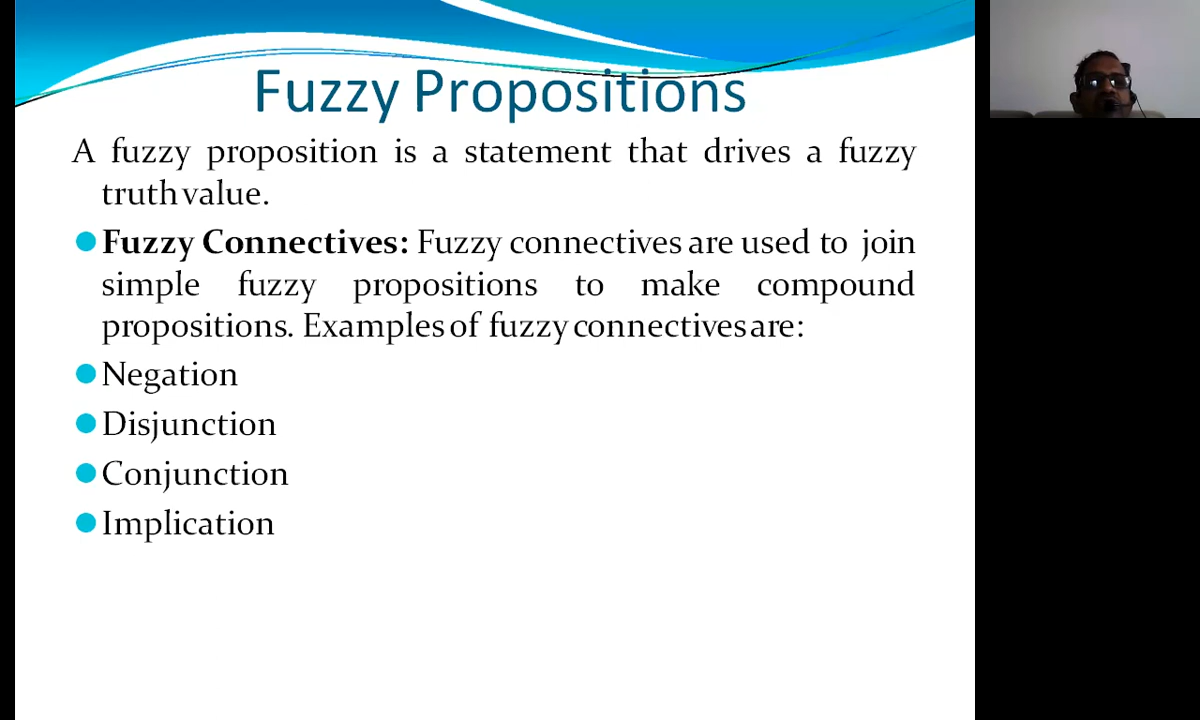 Fuzzy Propositions
A fuzzy proposition is a statement that drives a fuzzy
truth value.
Fuzzy Connectives: Fuzzy connectives are used to join
simple fuzzy propositions to make compound
propositions. Examples of fuzzy connectives are:
Negation
Disjunction
Conjunction
Implication